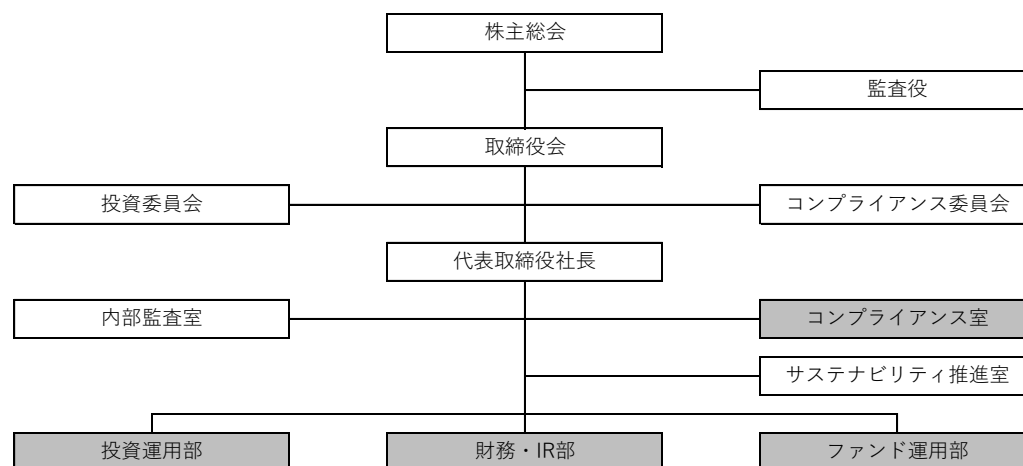 株主総会
監査役
取締役会
投資委員会
コンプライアンス委員会
代表取締役社長
内部監査室
コンプライアンス室
サステナビリティ推進室
投資運用部
財務・IR部
ファンド運用部